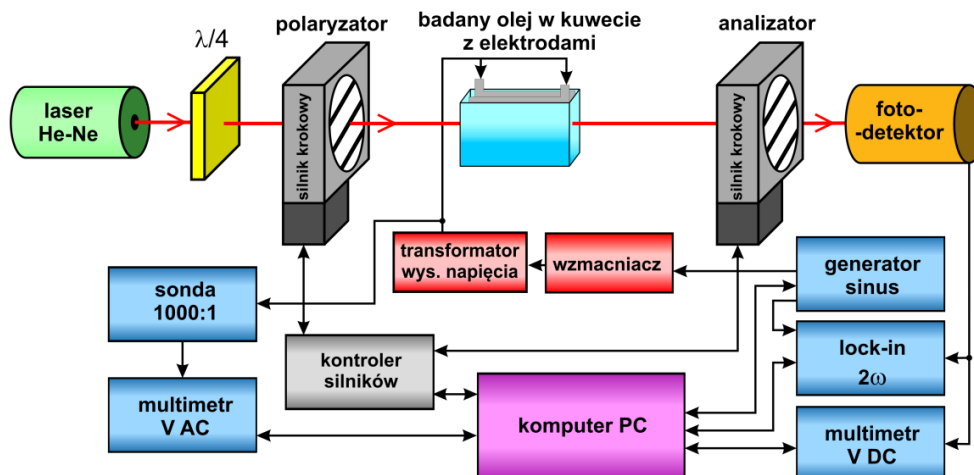 λ/4
polaryzator
badany olej w kuwecie
z elektrodami
analizator
laser
He-Ne
silnik krokowy
silnik krokowy
foto-
-detektor
transformator
wys. napięcia
wzmacniacz
generator
sinus
sonda
1000:1
kontroler
silników
lock-in
2ω
multimetr
V AC
komputer PC
multimetr
V DC